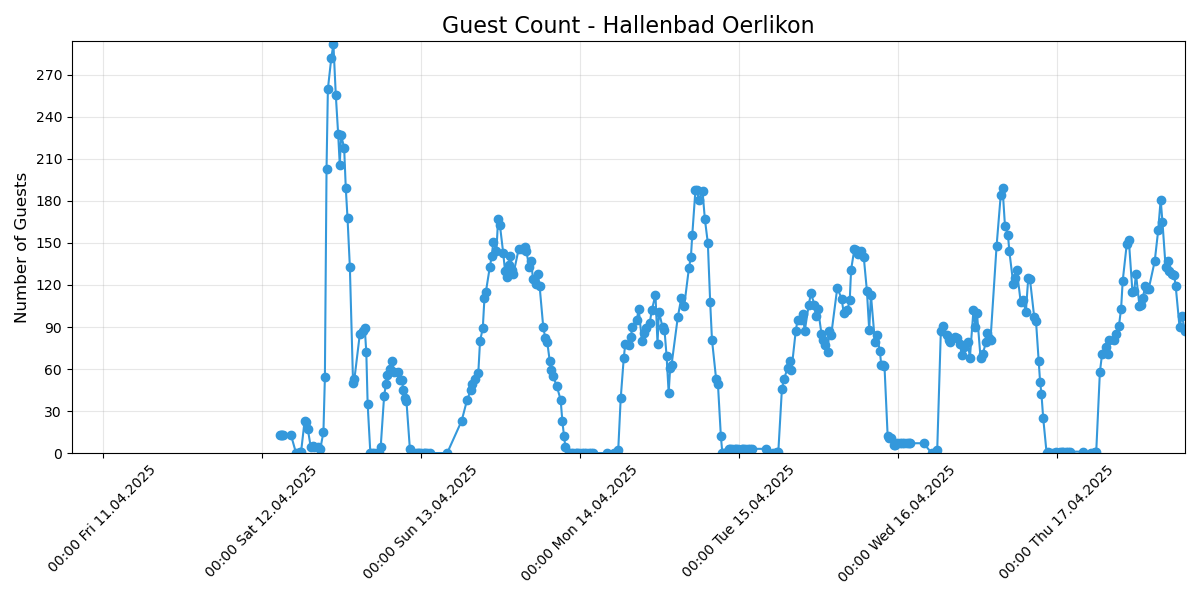 Guest Count - Hallenbad Oerlikon
Number of Guests
270
240
210
180
150
120
90
60
30
0
00:00 Fri 11.04.2025
00:00 Sat 12.04.2025
00:00 Sun 13.04.2025
00:00 Mon 14.04.2025
00:00 Tue 15.04.2025
00:00 Wed 16.04.2025
00:00 Thu 17.04.2025